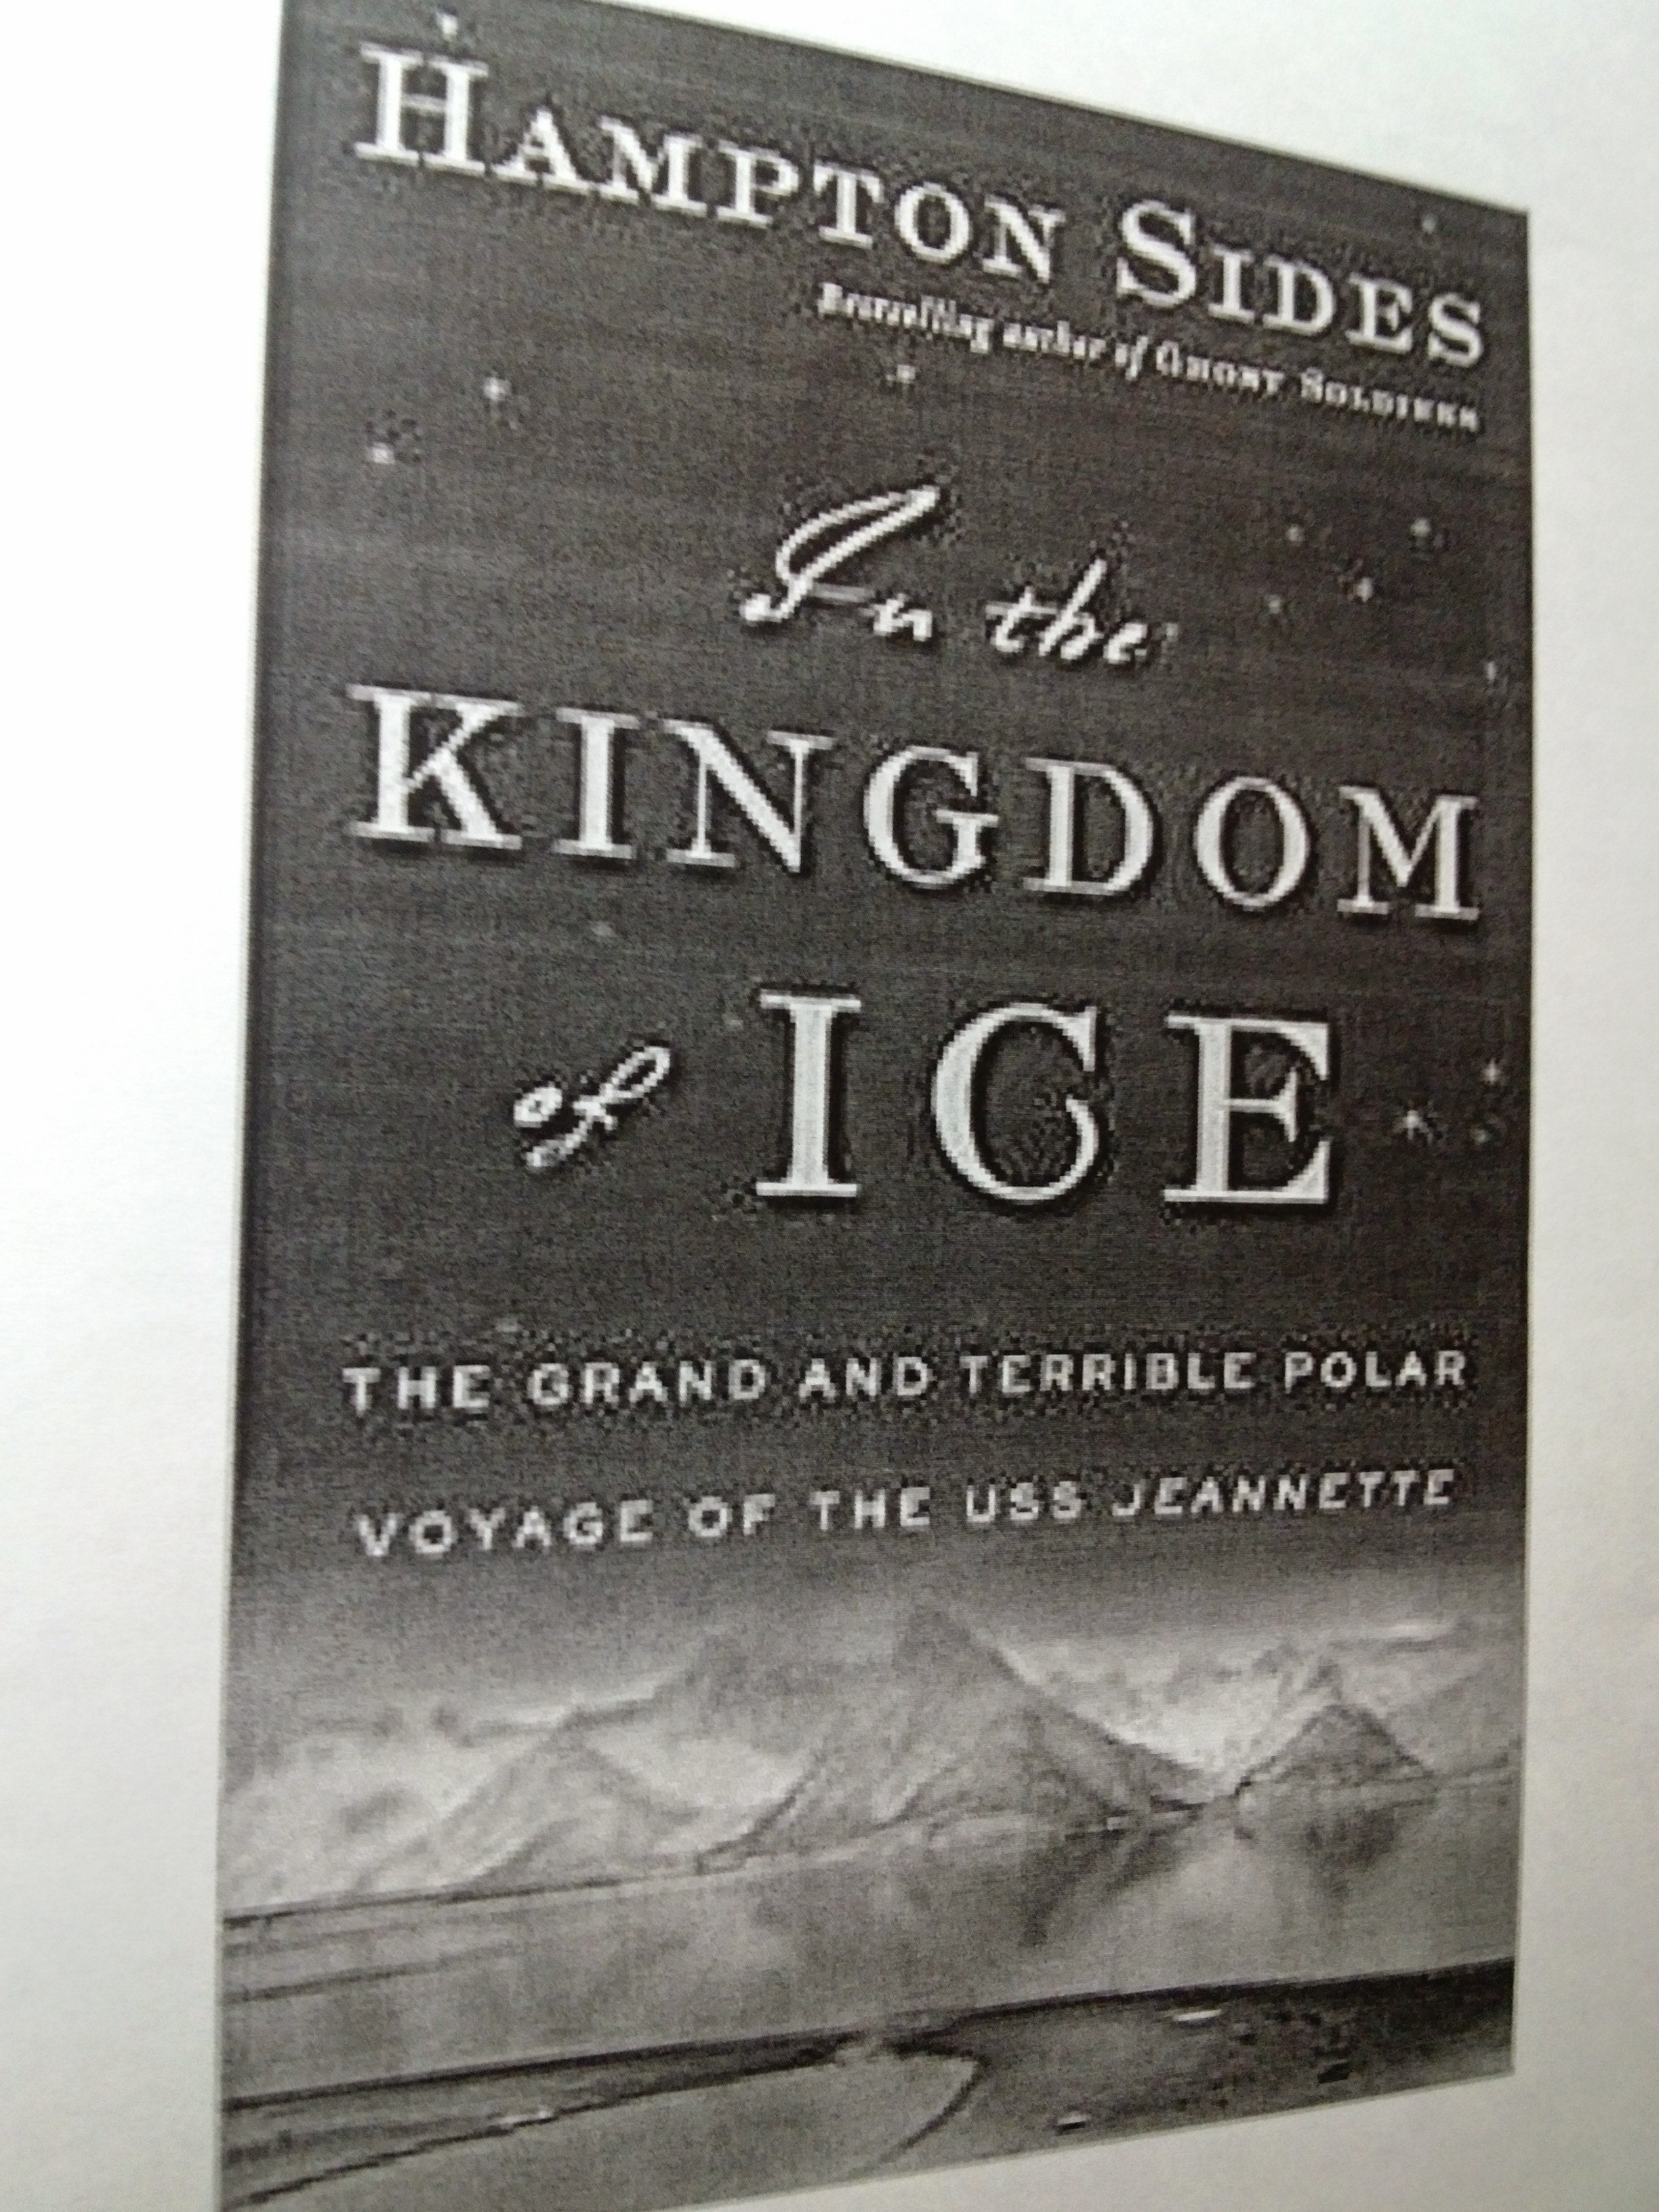 HAMPTON SIDES
Bestselling author of GHOST SOLDIERS
In the
KINGDOM
of ICE
THE GRAND AND TERRIBLE POLAR
VOYAGE OF THE USS JEANNETTE